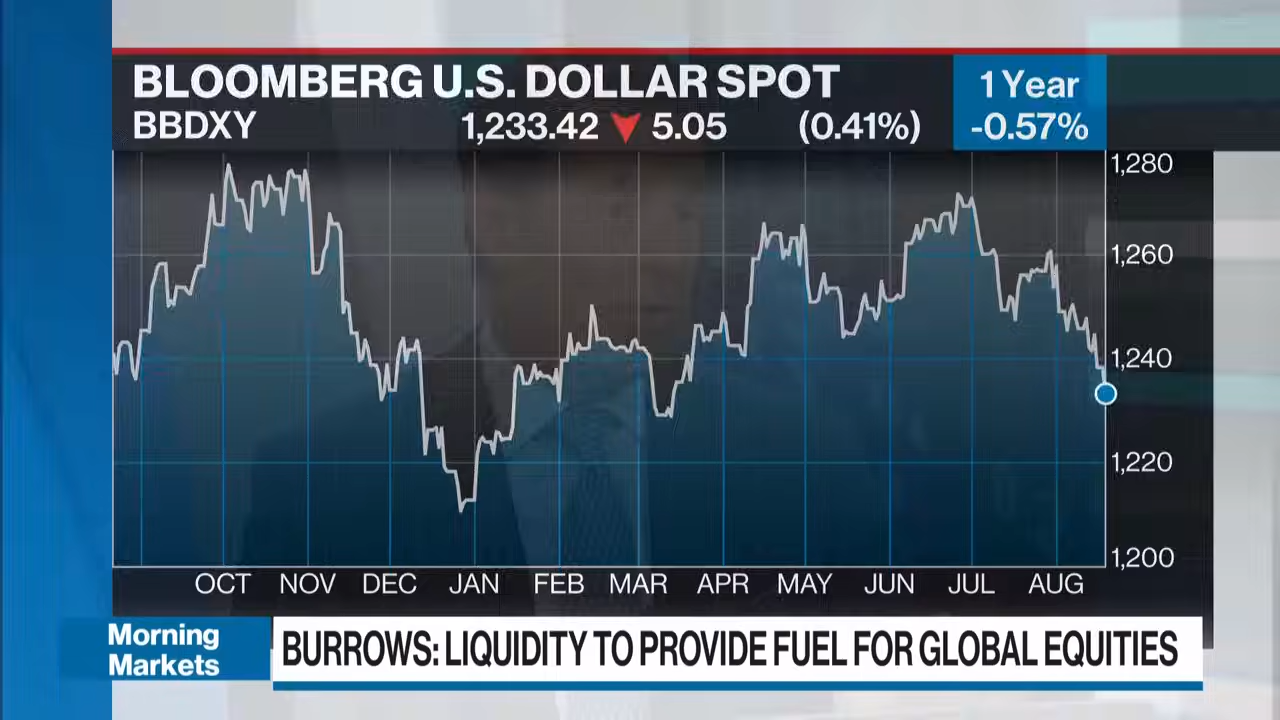 BLOOMBERG U.S. DOLLAR SPOT
1 Year
BBDXY 1,233.42 ▼ 5.05 (0.41%)
-0.57%
1,280
1,260
1,240
1,220
1,200
OCT NOV DEC JAN FEB MAR APR MAY JUN JUL AUG
Morning
Markets
BURROWS: LIQUIDITY TO PROVIDE FUEL FOR GLOBAL EQUITIES